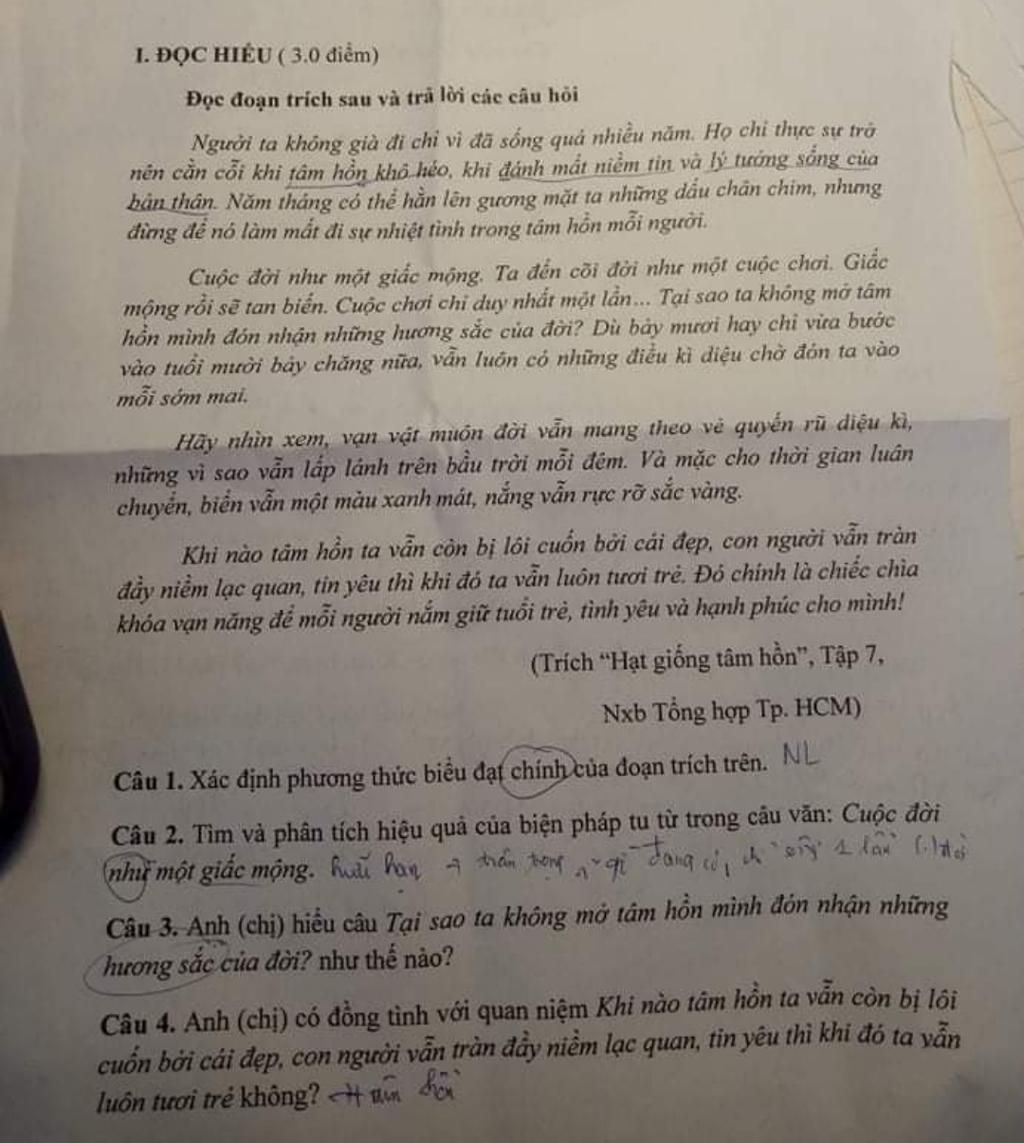 I. ĐỌC HIỂU ( 3.0 điểm)
Đọc đoạn trích sau và trả lời các câu hỏi
Người ta không già đi chỉ vì đã sống quá nhiều năm. Họ chỉ thực sự trở
nên cằn cỗi khi tâm hồn khô héo, khi đánh mất niềm tin và lý tưởng sống của
bản thân. Năm tháng có thể hằn lên gương mặt ta những dấu chân chim, nhưng
đừng để nó làm mất đi sự nhiệt tình trong tâm hồn mỗi người.
Cuộc đời như một giấc mộng. Ta đến cõi đời như một cuộc chơi. Giấc
mộng rồi sẽ tan biến. Cuộc chơi chỉ duy nhất một lần... Tại sao ta không mở tâm
hồn mình đón nhận những hương sắc của đời? Dù bảy mươi hay chỉ vừa bước
vào tuổi mười bảy chăng nữa, vẫn luôn có những điều kì diệu chờ đón ta vào
mỗi sớm mai.
Hãy nhìn xem, vạn vật muôn đời vẫn mang theo vẻ quyến rũ diệu kì,
những vì sao vẫn lấp lánh trên bầu trời mỗi đêm. Và mặc cho thời gian luân
chuyển, biển vẫn một màu xanh mát, nắng vẫn rực rỡ sắc vàng.
Khi nào tâm hồn ta vẫn còn bị lôi cuốn bởi cái đẹp, con người vẫn tràn
đầy niềm lạc quan, tin yêu thì khi đó ta vẫn luôn tươi trẻ. Đó chính là chiếc chìa
khóa vạn năng để mỗi người nắm giữ tuổi trẻ, tình yêu và hạnh phúc cho mình!
(Trích “Hạt giống tâm hồn”, Tập 7,
Nxb Tổng hợp Tp. HCM)
Câu 1. Xác định phương thức biểu đạt chính của đoạn trích trên. NL
Câu 2. Tìm và phân tích hiệu quả của biện pháp tu từ trong câu văn: Cuộc đời
như một giấc mộng. hữu hạn → trân trọng gì đang có, 1 lần
Câu 3. Anh (chị) hiểu câu Tại sao ta không mở tâm hồn mình đón nhận những
hương sắc của đời? như thế nào?
Câu 4. Anh (chị) có đồng tình với quan niệm Khi nào tâm hồn ta vẫn còn bị lôi
cuốn bởi cái đẹp, con người vẫn tràn đầy niềm lạc quan, tin yêu thì khi đó ta vẫn
luôn tươi trẻ không? tâm hồn